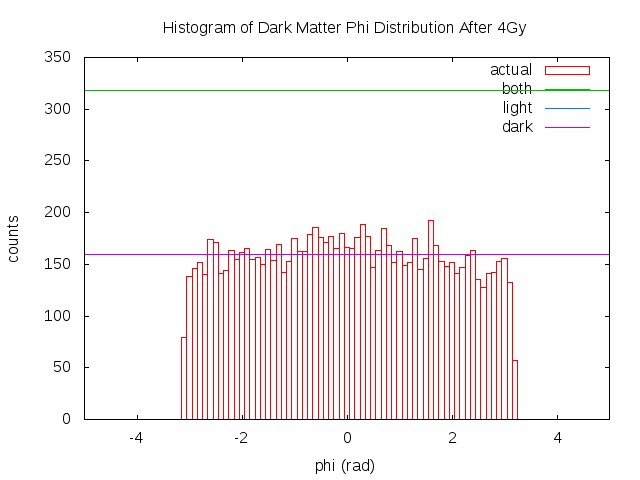 Histogram of Dark Matter Phi Distribution After 4Gy
350
300
250
200
150
100
50
0
counts
actual
both
light
dark
-4
-2
0
2
4
phi (rad)